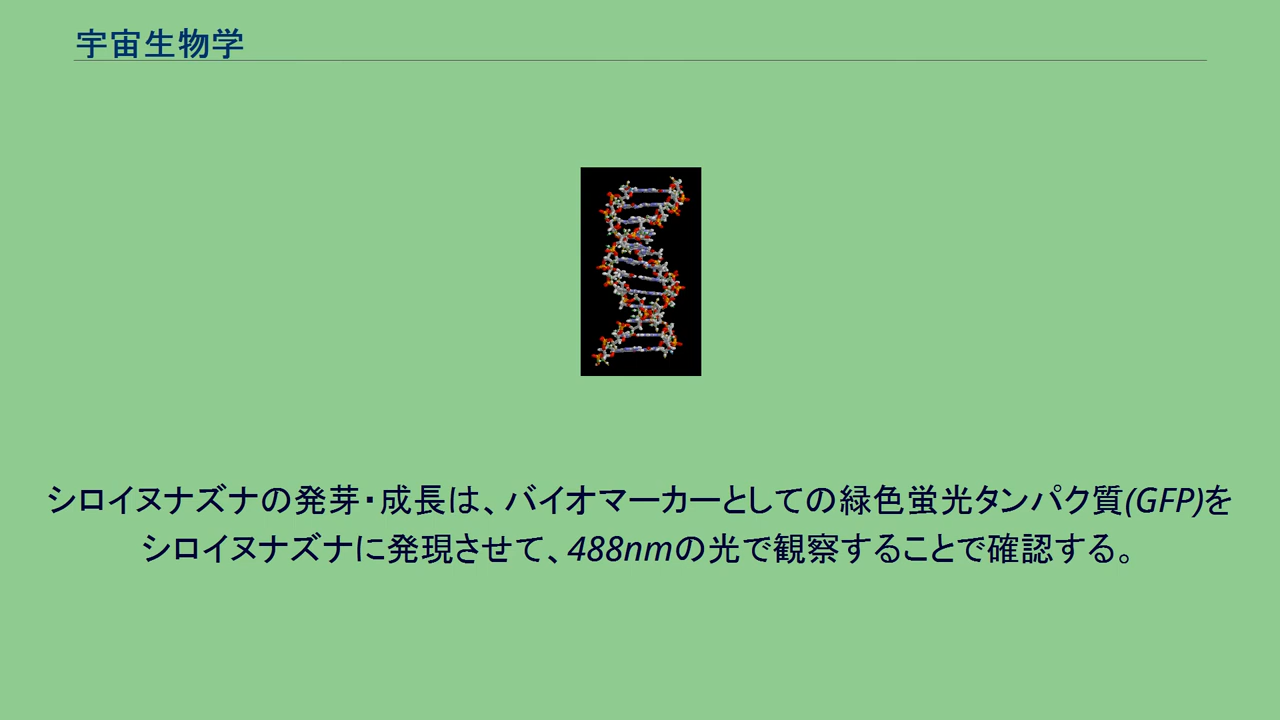 宇宙生物学
シロイヌナズナの発芽・成長は、バイオマーカーとしての緑色蛍光タンパク質(GFP)を
シロイヌナズナに発現させて、488nmの光で観察することで確認する。